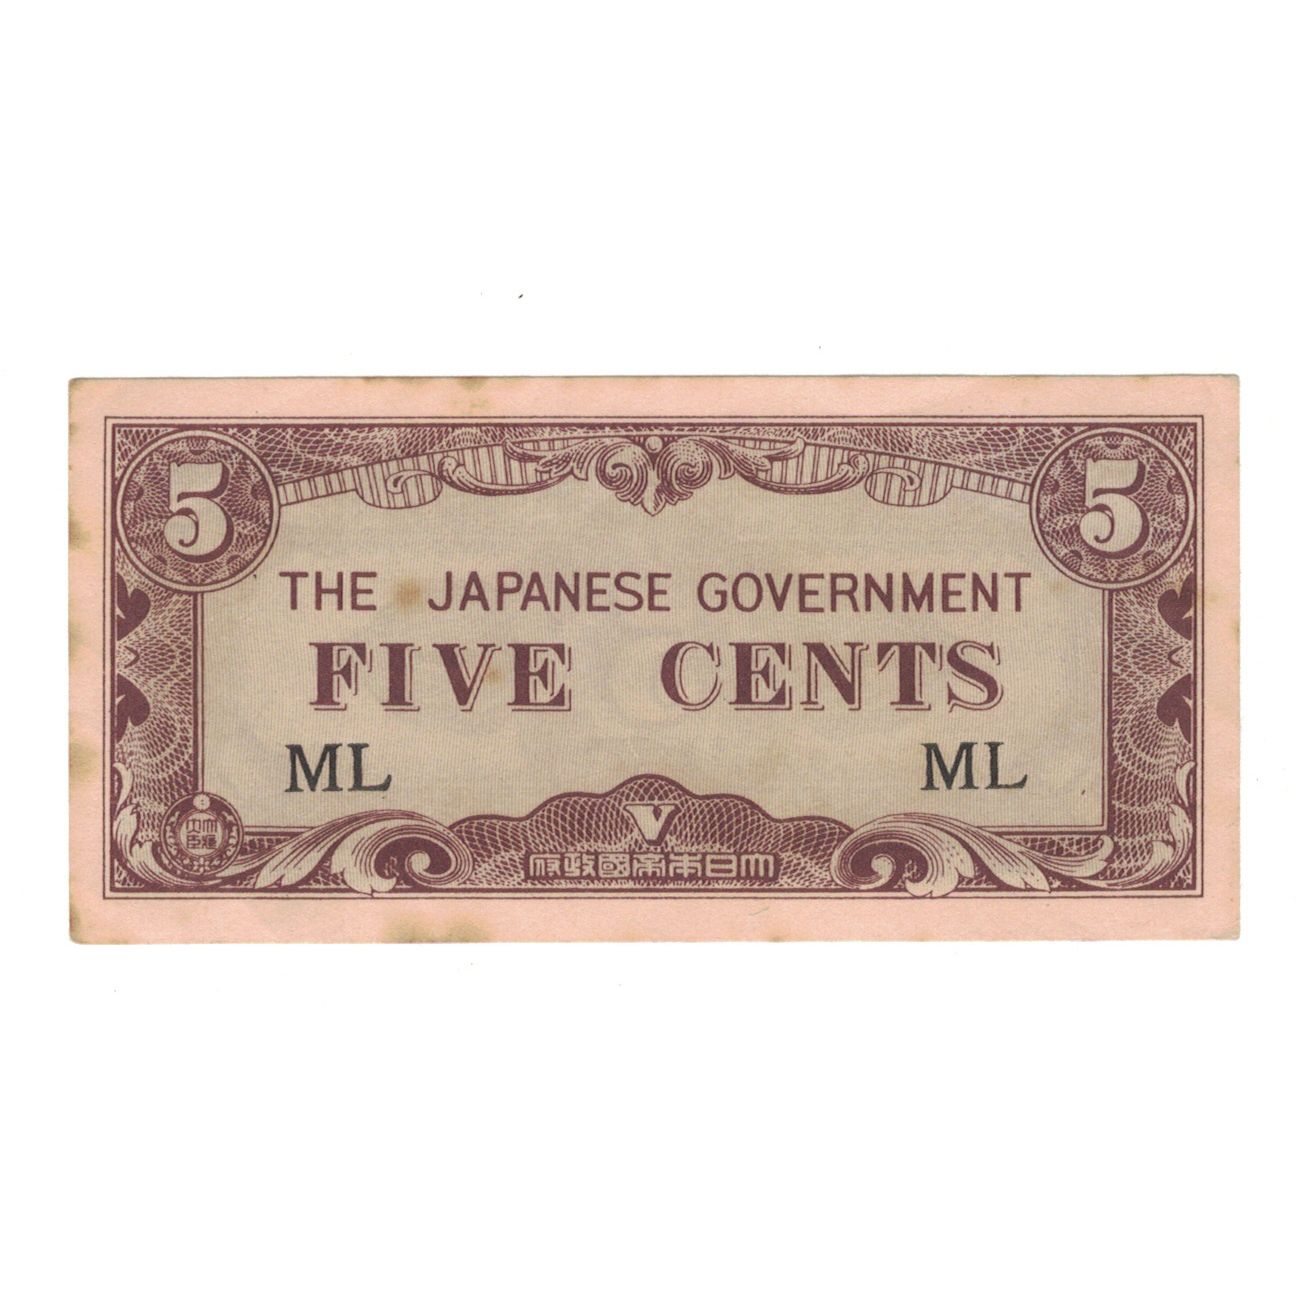 5 5
THE JAPANESE GOVERNMENT
FIVE CENTS
ML ML
V
府政國帝本日大